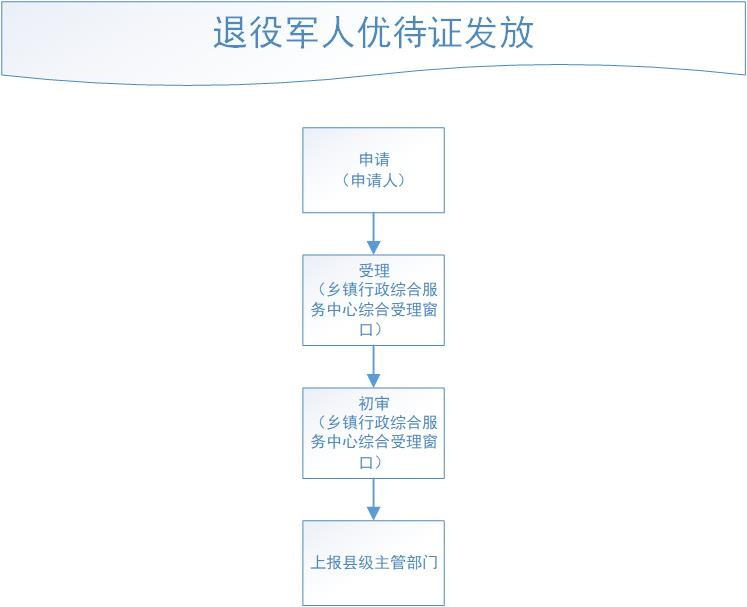 退役军人优待证发放
申请
（申请人）
受理
（乡镇行政综合服
务中心综合受理窗
口）
初审
（乡镇行政综合服
务中心综合受理窗
口）
上报县级主管部门